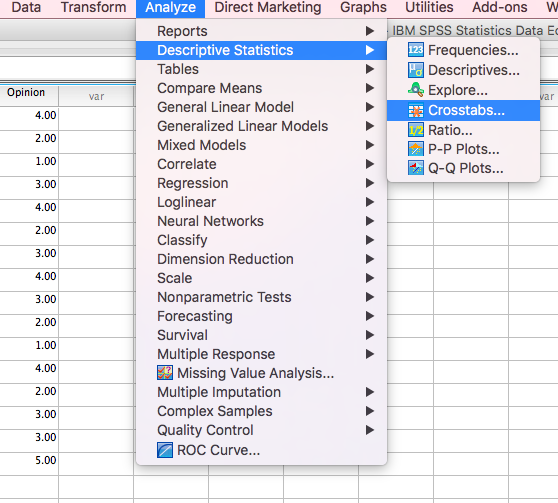 Data Transform Analyze Direct Marketing Graphs Utilities Add-ons W
IBM SPSS Statistics Data Ed
Reports
Descriptive Statistics
Tables
Compare Means
General Linear Model
Generalized Linear Models
Mixed Models
Correlate
Regression
Loglinear
Neural Networks
Classify
Dimension Reduction
Scale
Nonparametric Tests
Forecasting
Survival
Multiple Response
Missing Value Analysis...
Multiple Imputation
Complex Samples
Quality Control
ROC Curve...
Frequencies...
Descriptives...
Explore...
Crosstabs...
Ratio...
P-P Plots...
Q-Q Plots...
Opinion var var
4.00
2.00
1.00
3.00
4.00
2.00
3.00
2.00
4.00
3.00
2.00
1.00
4.00
2.00
3.00
3.00
5.00